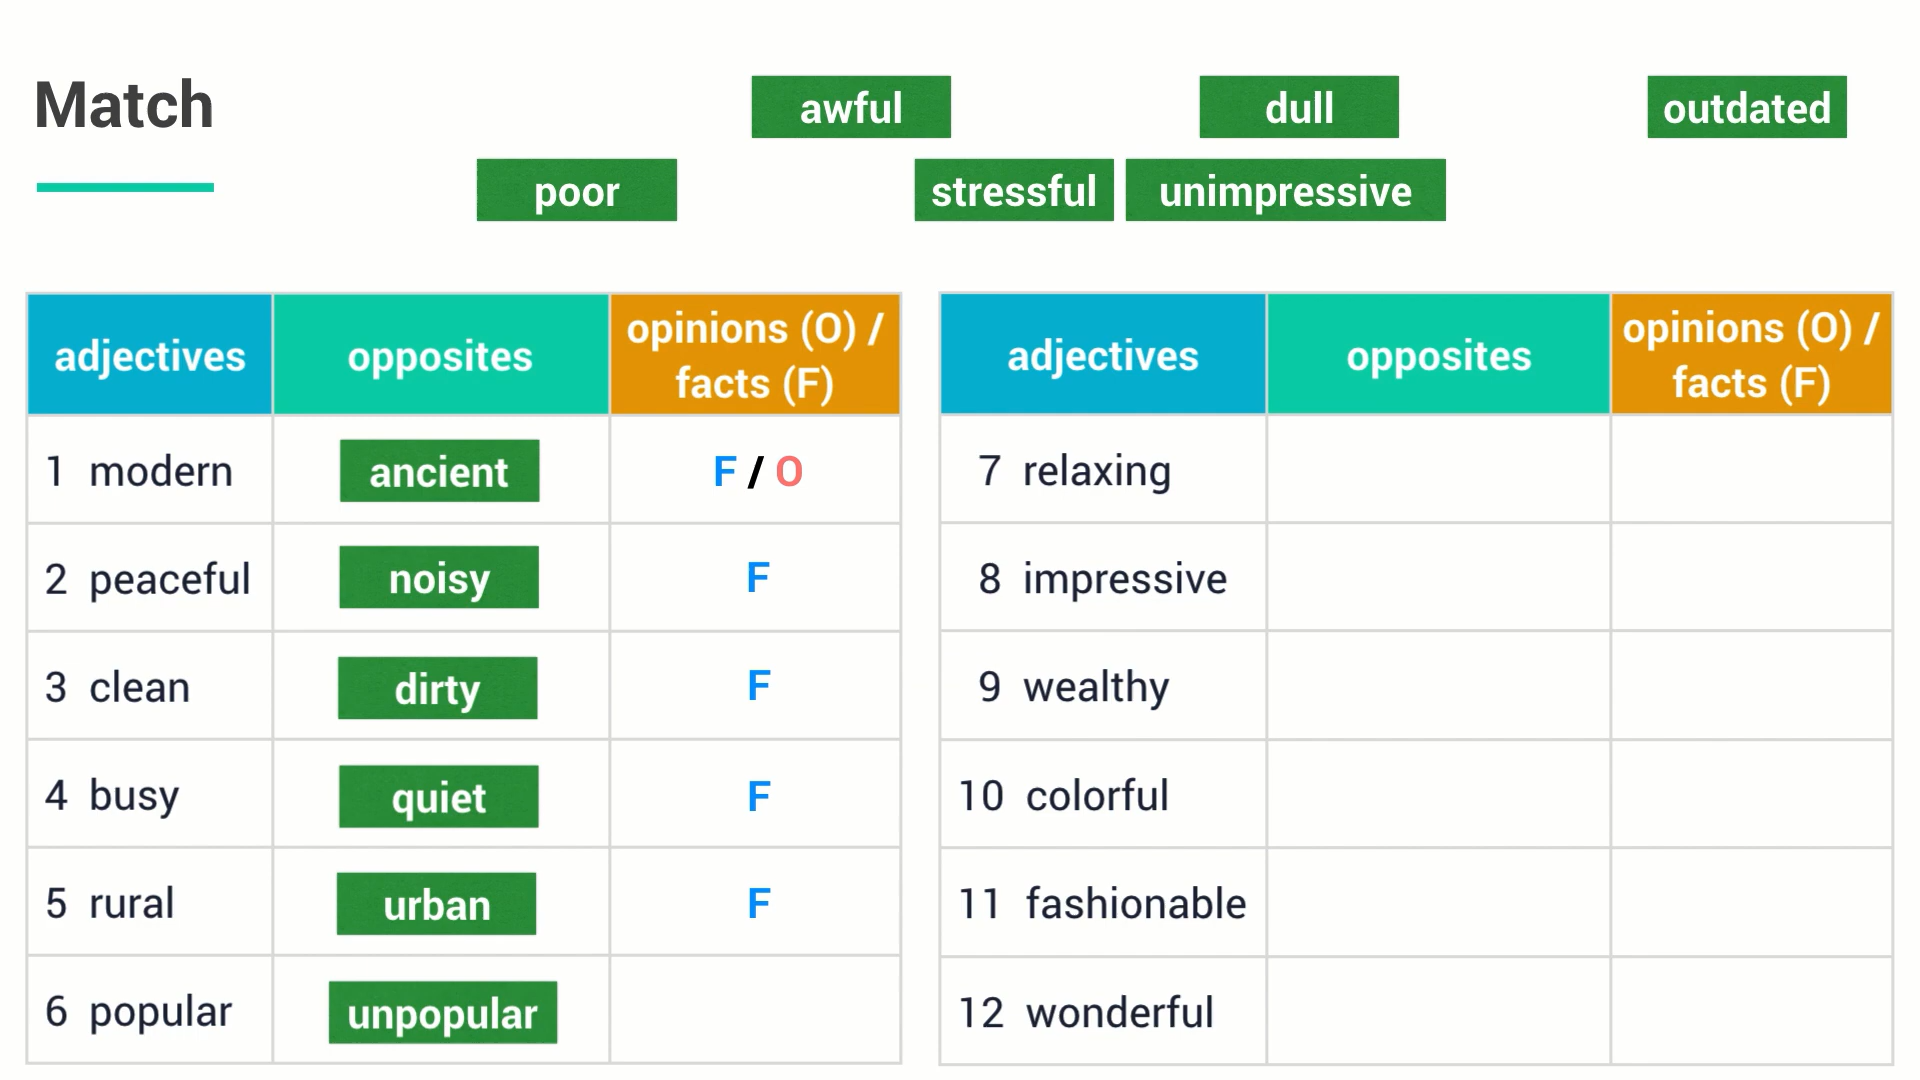 Match
awful
dull
outdated
poor
stressful
unimpressive
adjectives
opposites
opinions (O) /
facts (F)
1 modern
ancient
F / O
2 peaceful
noisy
F
3 clean
dirty
F
4 busy
quiet
F
5 rural
urban
F
6 popular
unpopular
adjectives
opposites
opinions (O) /
facts (F)
7 relaxing
8 impressive
9 wealthy
10 colorful
11 fashionable
12 wonderful